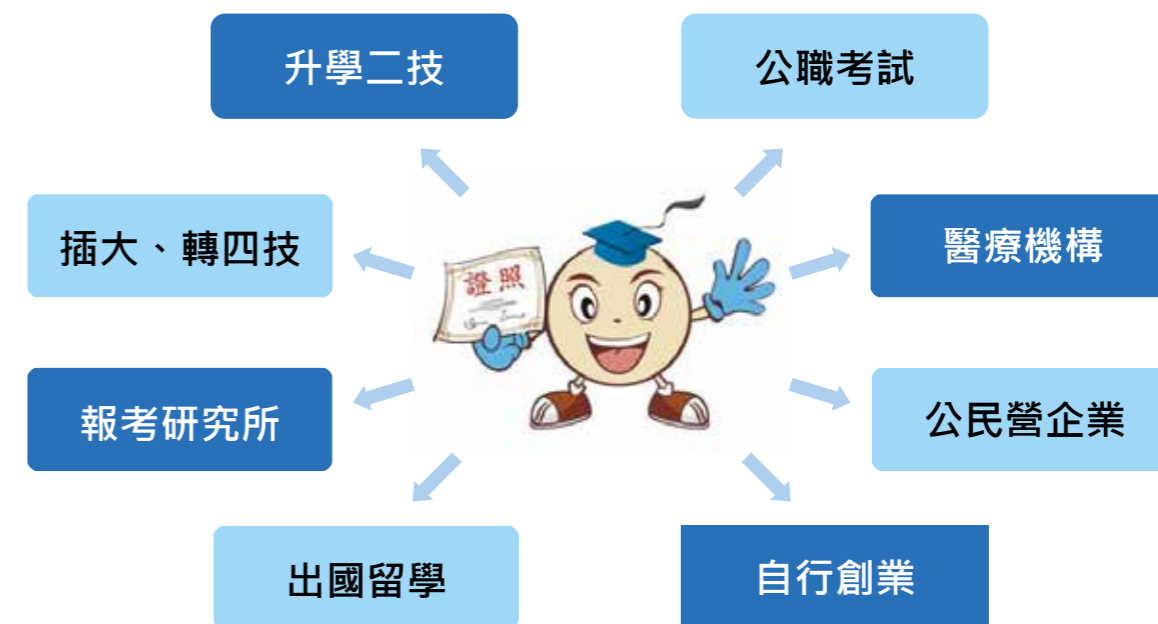 升學二技
公職考試
插大、轉四技
醫療機構
證照
報考研究所
公民營企業
出國留學
自行創業